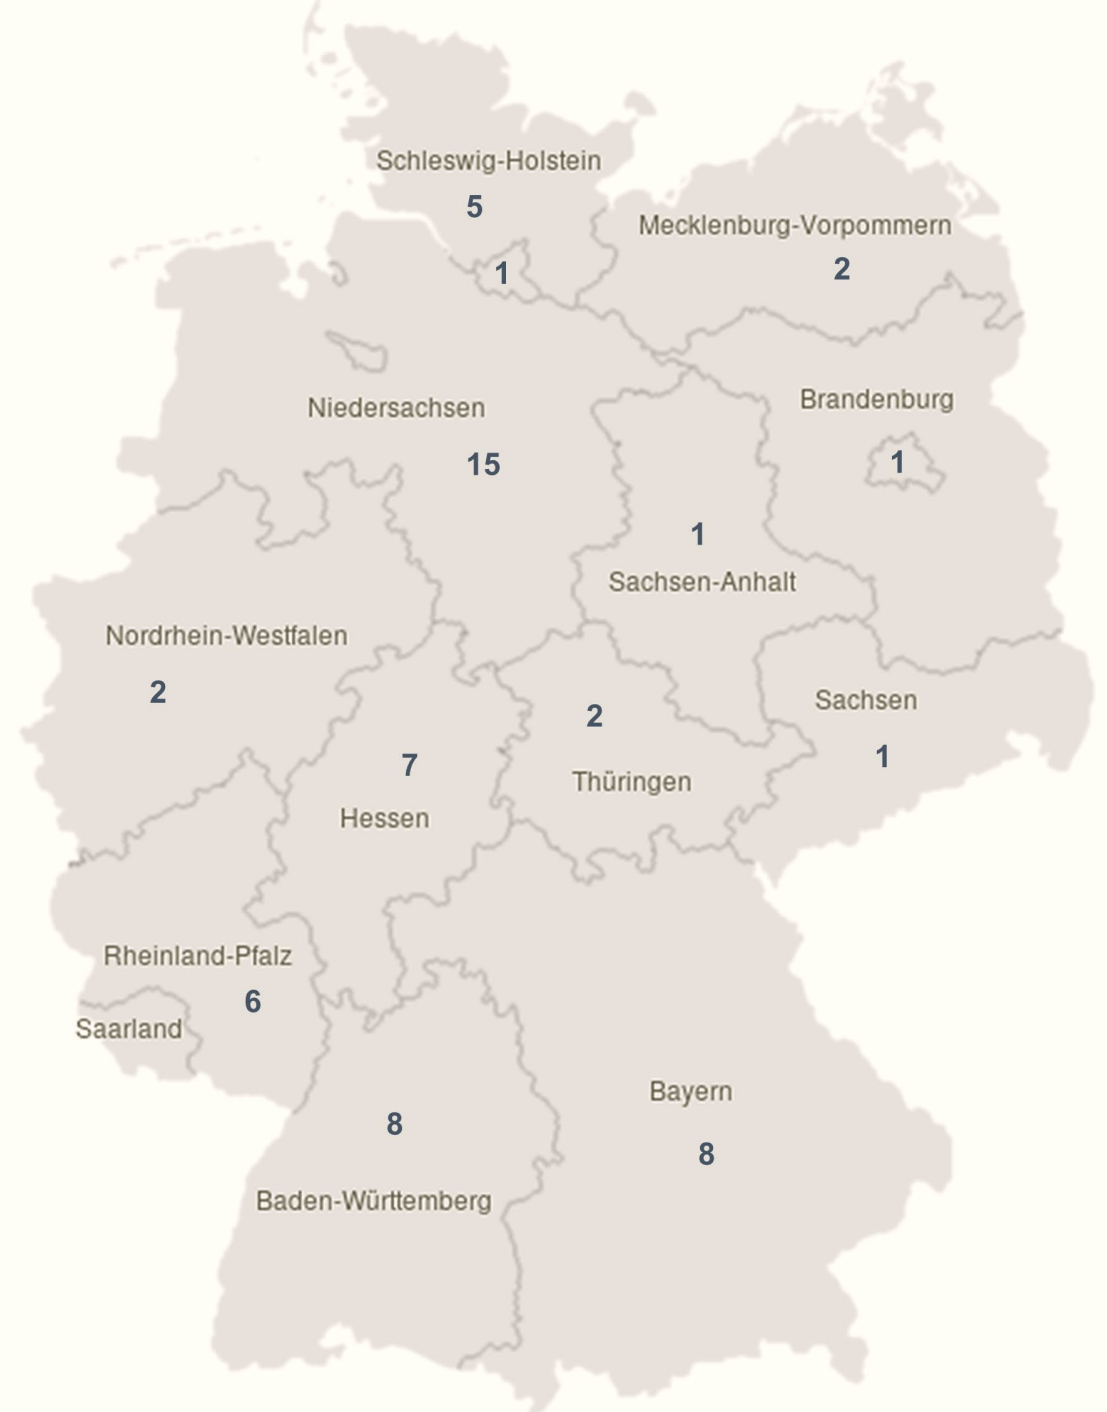 Schleswig-Holstein
5
Mecklenburg-Vorpommern
2
1
Niedersachsen
15
Brandenburg
1
1
Sachsen-Anhalt
Nordrhein-Westfalen
2
Sachsen
1
2
Thüringen
7
Hessen
Rheinland-Pfalz
6
Saarland
Bayern
8
8
Baden-Württemberg